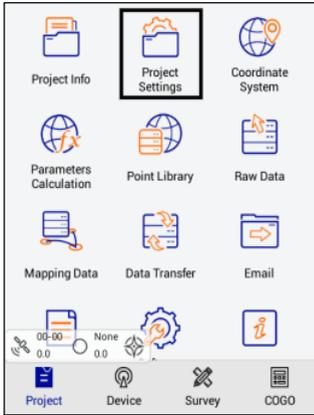 Project Info
Project
Settings
Coordinate
System
Parameters
Calculation
Point Library
Raw Data
Mapping Data
Data Transfer
Email
00-00
None
0.0
0.0
Project
Device
Survey
COGO